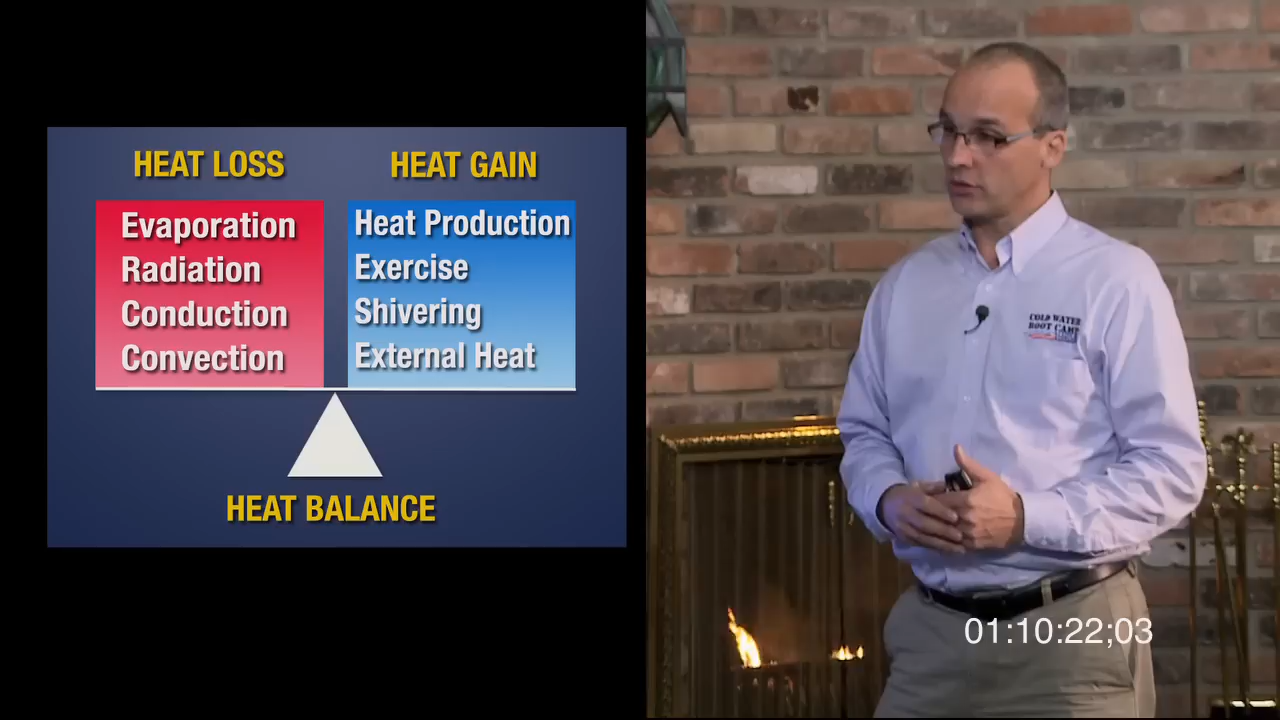 HEAT LOSS
HEAT GAIN
Evaporation
Radiation
Conduction
Convection
Heat Production
Exercise
Shivering
External Heat
HEAT BALANCE
COLD WATER
BOOT CAMP
01:10:22;03